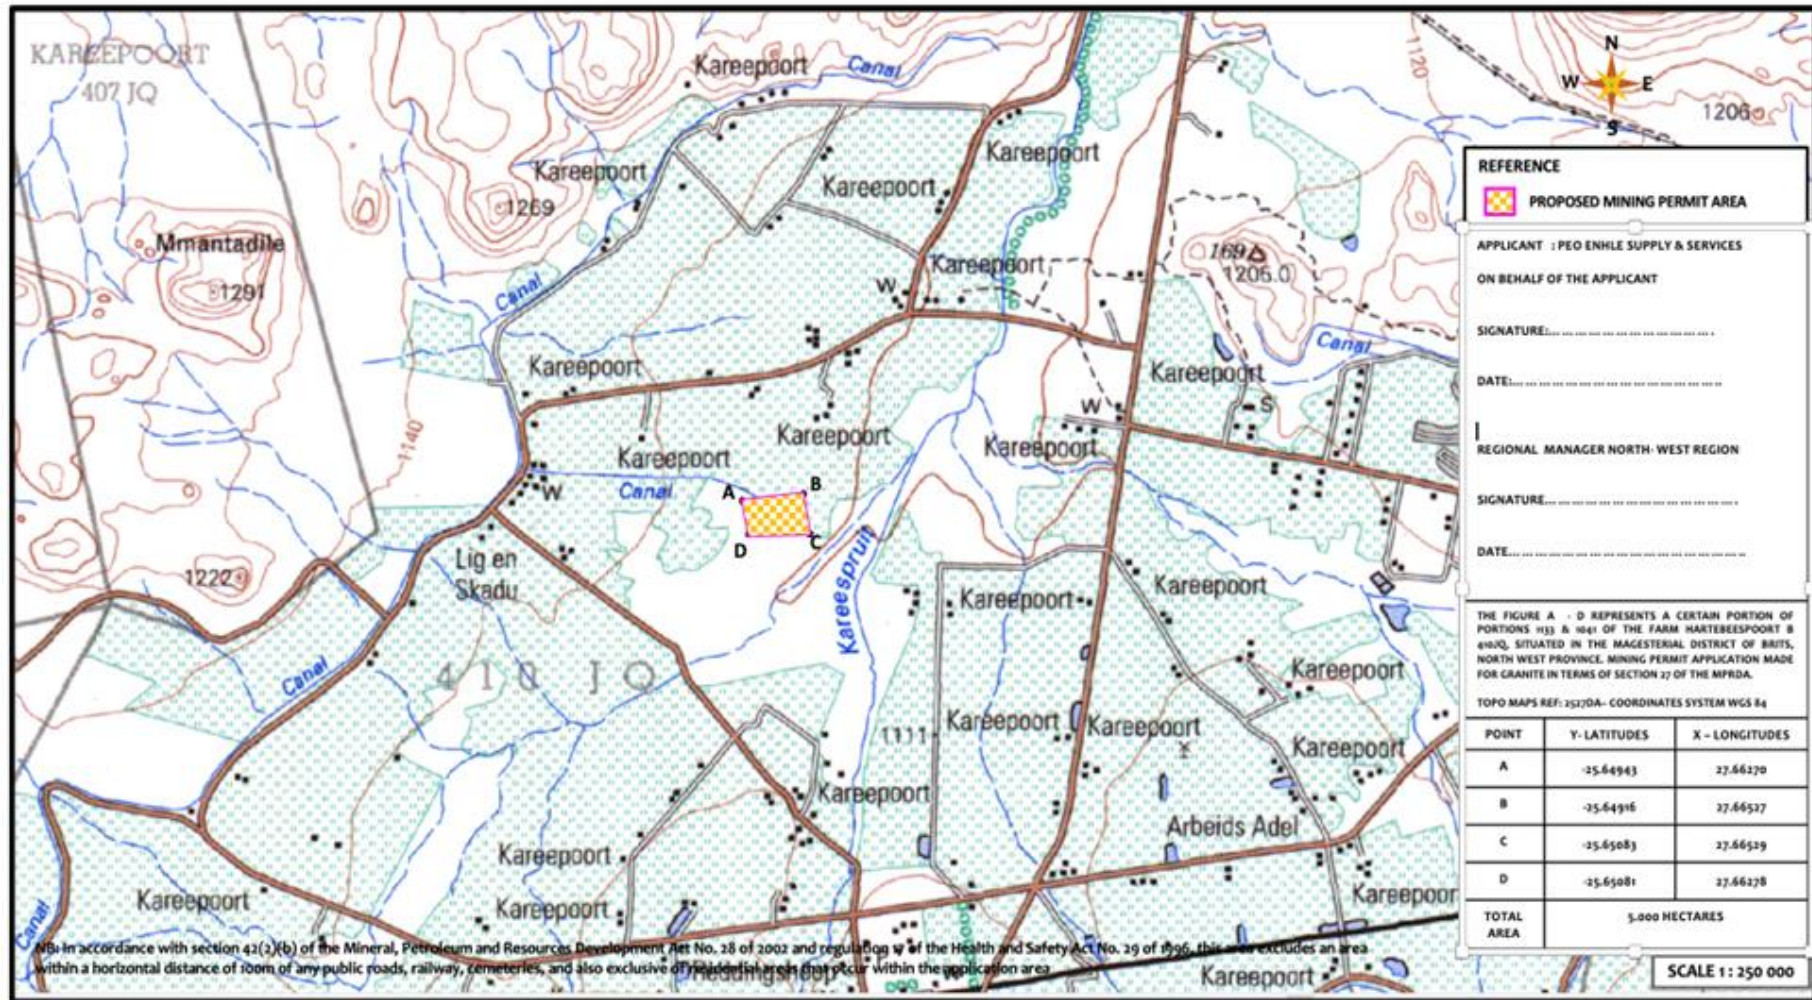 KAREEPOORT
407 JQ
Kareepoort
Canal
1120
N
W E
S
1206
Kareepoort
Kareepoort
Kareepoort
1269
Mmantadile
1291
Canal
Kareepoort
W
169
1205.0
Canal
Kareepoort
Kareepoort
W
S
1140
Kareepoort
Kareepoort
Kareepoort
Canal
W
A
B
C
D
Lig en
Skadu
1222
Kareespruit
Kareepoort
Kareepoort
Canal
410 JQ
Kareepoort
Kareepoort
Kareepoort
Kareepoort
1111
Kareepoort
Arbeids Adel
Kareepoort
Kareepoort
Kareepoort
Kareepoor
Canal
Kareepoort
NB: In accordance with section 42(2)(b) of the Mineral, Petroleum and Resources Development Act No. 28 of 2002 and regulation 17 of the Health and Safety Act No. 29 of 1996, this area excludes an area
within a horizontal distance of 100m of any public roads, railway, cemeteries, and also exclusive of residential areas that occur within the application area
REFERENCE
PROPOSED MINING PERMIT AREA
APPLICANT : PEO ENHLE SUPPLY & SERVICES
ON BEHALF OF THE APPLICANT
SIGNATURE:....................................
DATE:.............................................
REGIONAL MANAGER NORTH- WEST REGION
SIGNATURE.........................................
DATE..................................................
THE FIGURE A - D REPRESENTS A CERTAIN PORTION OF
PORTIONS 1133 & 1041 OF THE FARM HARTEBEESPOORT B
410JQ, SITUATED IN THE MAGESTERIAL DISTRICT OF BRITS,
NORTH WEST PROVINCE. MINING PERMIT APPLICATION MADE
FOR GRANITE IN TERMS OF SECTION 27 OF THE MPRDA.
TOPO MAPS REF: 2527DA– COORDINATES SYSTEM WGS 84
POINT Y- LATITUDES X – LONGITUDES
A -25.64943 27.66270
B -25.64916 27.66527
C -25.65083 27.66529
D -25.65081 27.66278
TOTAL AREA 5.000 HECTARES
SCALE 1 : 250 000